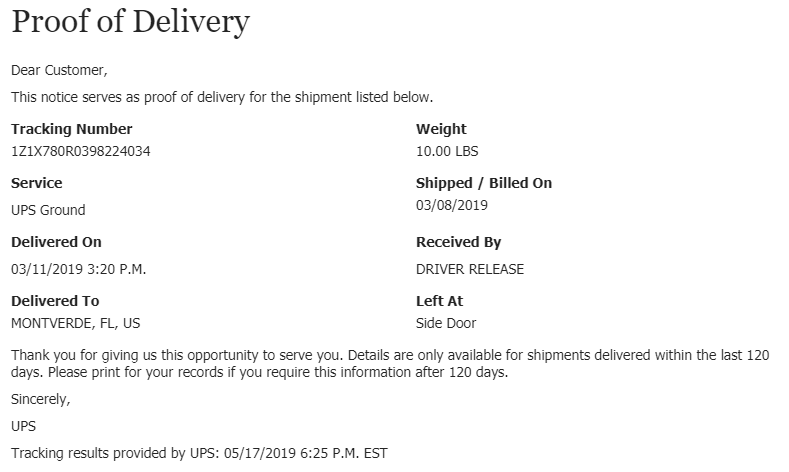 Proof of Delivery
Dear Customer,
This notice serves as proof of delivery for the shipment listed below.
Tracking Number
Weight
1Z1X780R0398224034
10.00 LBS
Service
Shipped / Billed On
UPS Ground
03/08/2019
Delivered On
Received By
03/11/2019 3:20 P.M.
DRIVER RELEASE
Delivered To
Left At
MONTVERDE, FL, US
Side Door
Thank you for giving us this opportunity to serve you. Details are only available for shipments delivered within the last 120
days. Please print for your records if you require this information after 120 days.
Sincerely,
UPS
Tracking results provided by UPS: 05/17/2019 6:25 P.M. EST